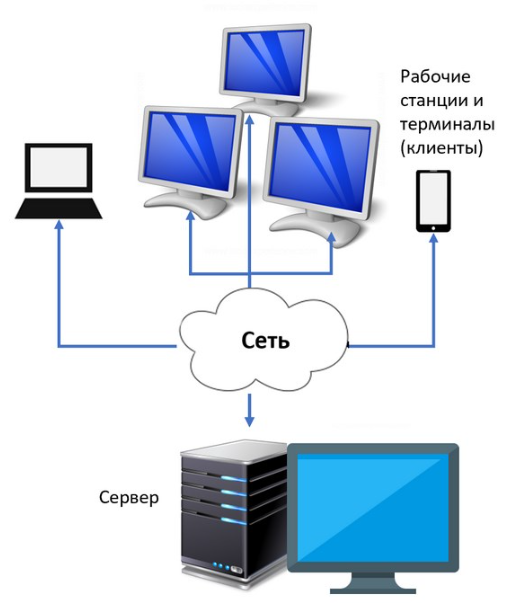 Рабочие
станции и
терминалы
(клиенты)
Сеть
Сервер